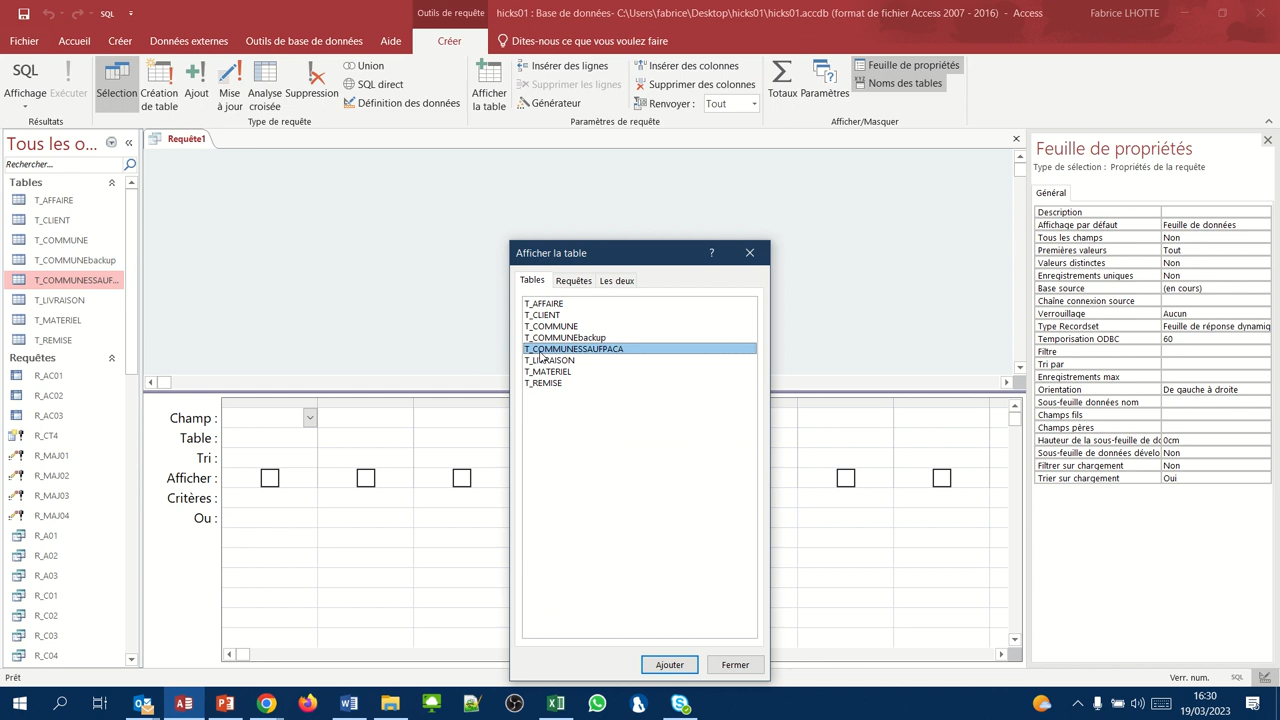 Outils de requête
hicks01 : Base de données- C:\Users\fabrice\Desktop\hicks01\hicks01.accdb (format de fichier Access 2007 - 2016) — Access
Fabrice LHOTTE
Fichier
Accueil
Créer
Données externes
Outils de base de données
Aide
Créer
Dites-nous ce que vous voulez faire
SQL
Affichage
Exécuter
Sélection
Création de table
Ajout
Mise à jour
Analyse croisée
Suppression
Union
SQL direct
Définition des données
Afficher la table
Insérer des lignes
Supprimer les lignes
Générateur
Insérer des colonnes
Supprimer des colonnes
Renvoyer :
Tout
Totaux
Paramètres
Feuille de propriétés
Noms des tables
Résultats
Type de requête
Paramètres de requête
Afficher/Masquer
Tous les o...
Rechercher...
Tables
T_AFFAIRE
T_CLIENT
T_COMMUNE
T_COMMUNEbackup
T_COMMUNESSAUF...
T_LIVRAISON
T_MATERIEL
T_REMISE
Requêtes
R_AC01
R_AC02
R_AC03
R_CT4
R_MAJ01
R_MAJ02
R_MAJ03
R_MAJ04
R_A01
R_A02
R_A03
R_C01
R_C02
R_C03
R_C04
Requête1
Champ :
Table :
Tri :
Afficher :
Critères :
Ou :
Afficher la table
?
Tables
Requêtes
Les deux
T_AFFAIRE
T_CLIENT
T_COMMUNE
T_COMMUNEbackup
T_COMMUNESSAUFPACA
T_LIVRAISON
T_MATERIEL
T_REMISE
Ajouter
Fermer
Feuille de propriétés
Type de sélection : Propriétés de la requête
Général
Description
Affichage par défaut Feuille de données
Tous les champs Non
Premières valeurs Tout
Valeurs distinctes Non
Enregistrements uniques Non
Base source (en cours)
Chaîne connexion source
Verrouillage Aucun
Type Recordset Feuille de réponse dynamiq
Temporisation ODBC 60
Filtre
Tri par
Enregistrements max
Orientation De gauche à droite
Sous-feuille données nom
Champs fils
Champs pères
Hauteur de la sous-feuille de do 0cm
Sous-feuille de données dévelo Non
Filtrer sur chargement Non
Trier sur chargement Oui
Prêt
Verr. num.
SQL
16:30
19/03/2023